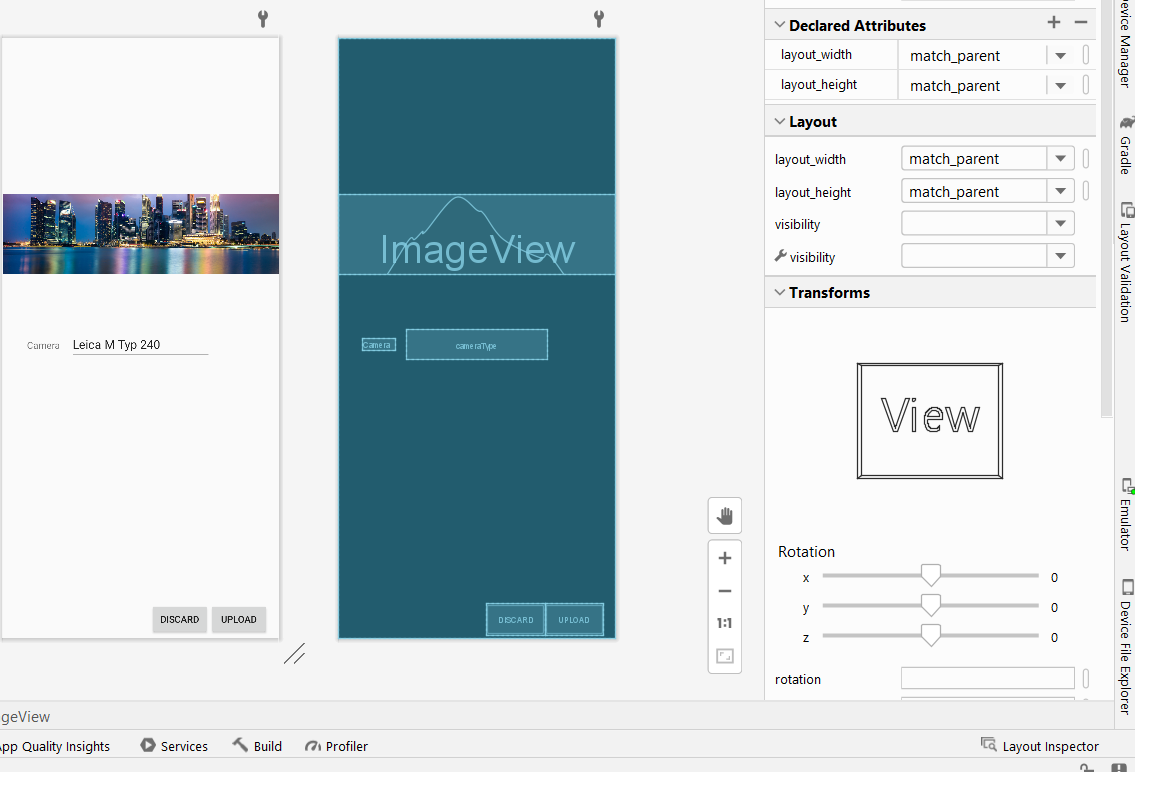 Declared Attributes
layout_width match_parent
layout_height match_parent
Layout
layout_width match_parent
layout_height match_parent
visibility
visibility
Transforms
View
Rotation
x 0
y 0
z 0
rotation
Camera Leica M Typ 240
DISCARD UPLOAD
ImageView
Camera cameraType
DISCARD UPLOAD
1:1
evice Manager
Gradle
Layout Validation
Emulator
Device File Explorer
geView
pp Quality Insights Services Build Profiler Layout Inspector